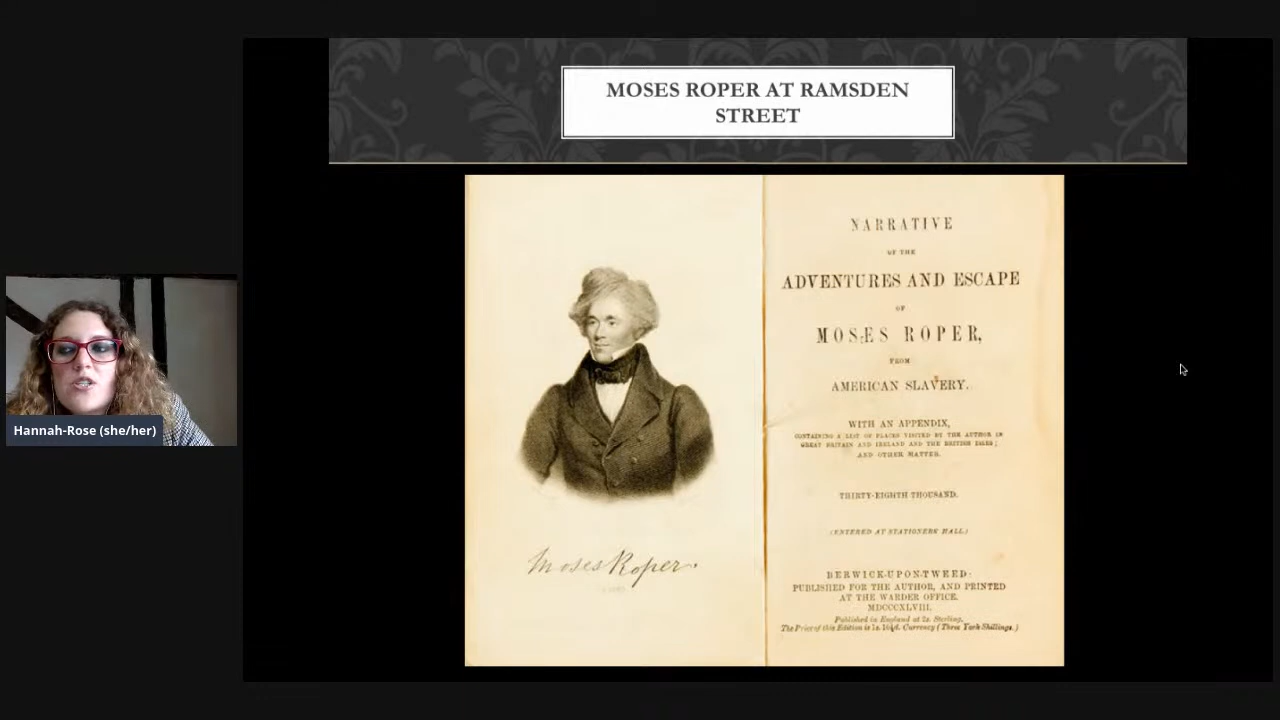 MOSES ROPER AT RAMSDEN
STREET
Hannah-Rose (she/her)
Moses Roper.
NARRATIVE
OF THE
ADVENTURES AND ESCAPE
OF
MOSES ROPER,
FROM
AMERICAN SLAVERY.
WITH AN APPENDIX,
CONTAINING A LIST OF PLACES VISITED BY THE AUTHOR IN
GREAT BRITAIN AND IRELAND AND THE BRITISH ISLES;
AND OTHER MATTER.
THIRTY-EIGHTH THOUSAND.
(ENTERED AT STATIONERS' HALL.)
BERWICK-UPON-TWEED:
PUBLISHED FOR THE AUTHOR, AND PRINTED
AT THE WARDER OFFICE.
MDCCCXLVIII.
Published in England at 2s. Sterling.
The Price of this Edition is 1s. Currency (Three York Shillings.)